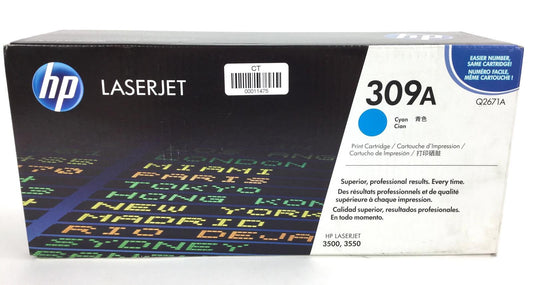 hp
LASERJET
CT
00011475
EASIER NUMBER,
SAME CARTRIDGE!
NUMÉRO FACILE,
MÊME CARTOUCHE !
309A
Q2671A
Cyan 青色
Cian
Print Cartridge / Cartouche d'Impression /
Cartucho de Impresión / 打印硒鼓
Superior, professional results. Every time.
Des résultats professionnels et de qualité
supérieure à chaque impression.
Calidad superior, resultados profesionales.
En todo momento.
HP LASERJET
3500, 3550
LONDON
MIAMI
PARIS
TOKYO
HONG KONG
NEW YORK
MADRID
SYDNEY